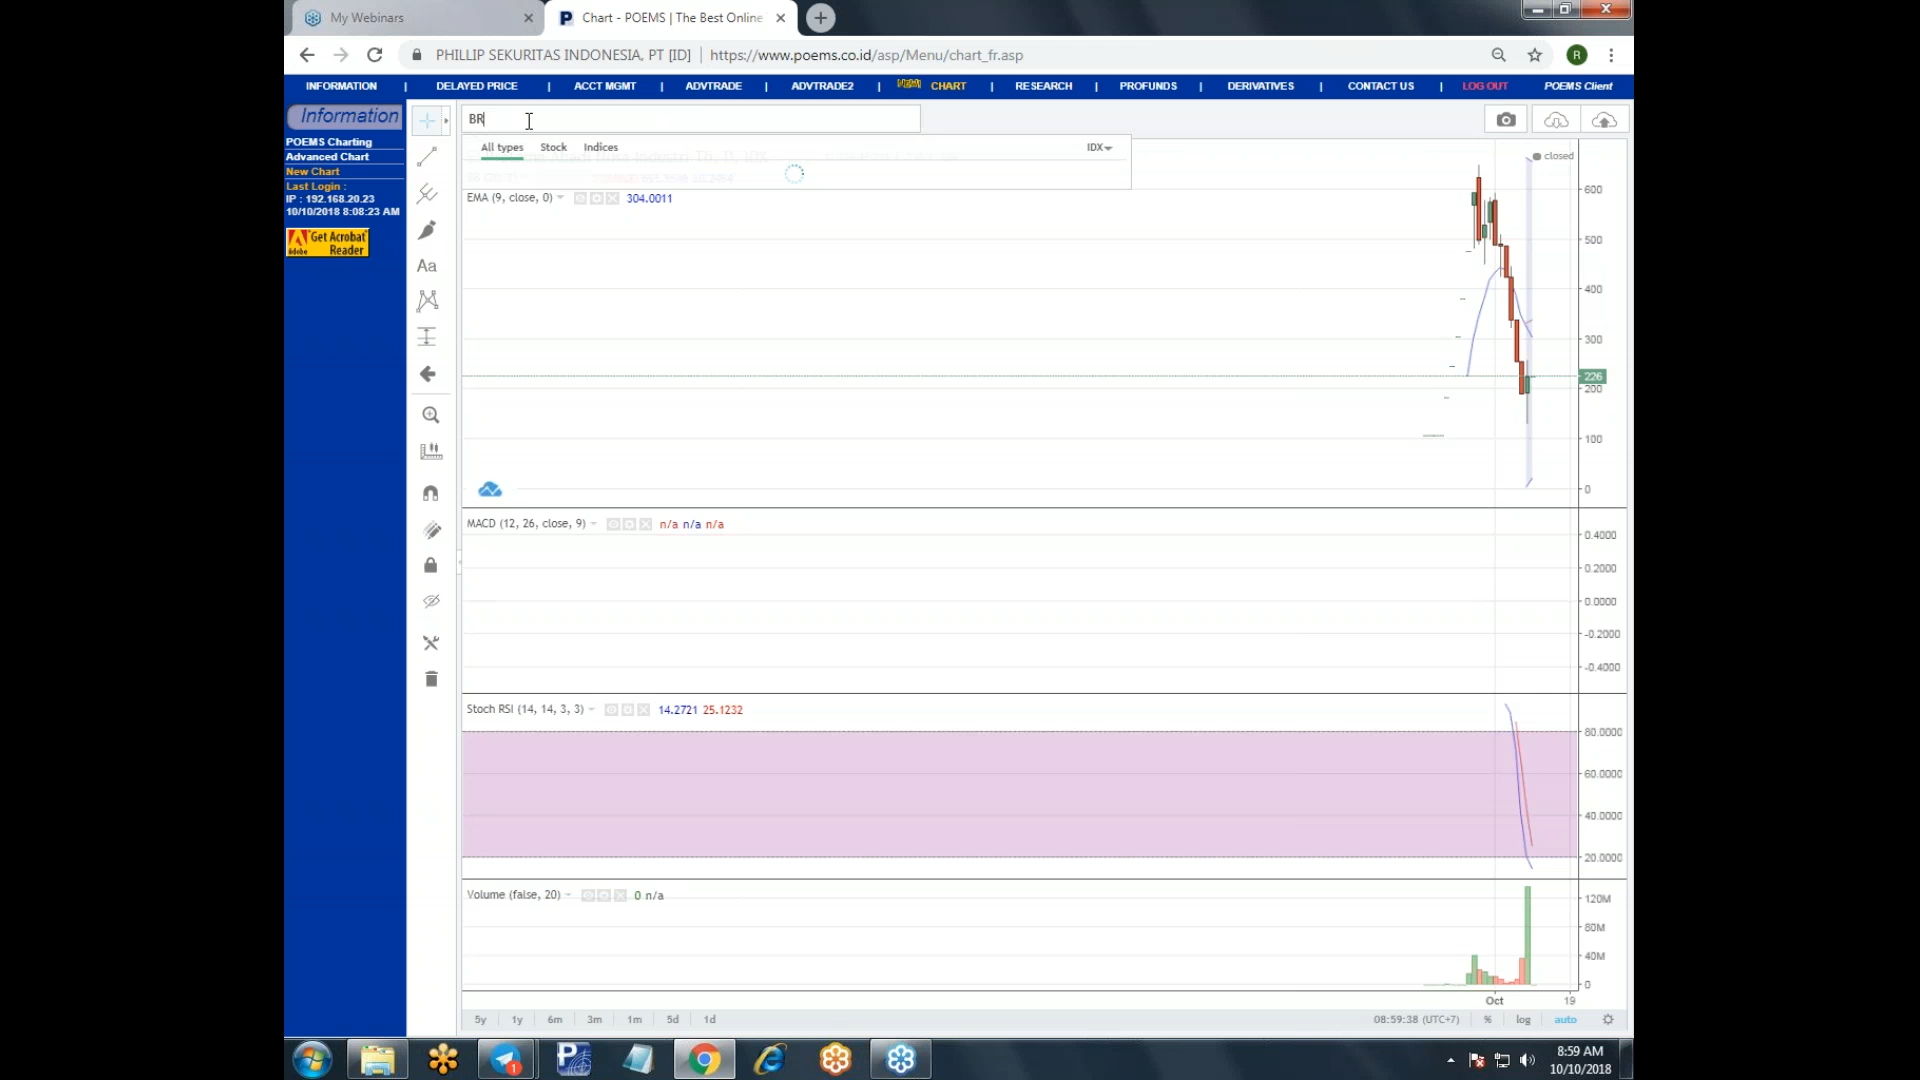 My Webinars
Chart - POEMS | The Best Online
PHILLIP SEKURITAS INDONESIA, PT [ID] | https://www.poems.co.id/asp/Menu/chart_fr.asp
R
INFORMATION | DELAYED PRICE | ACCT MGMT | ADVTRADE | ADVTRADE2 | NEW! CHART | RESEARCH | PROFUNDS | DERIVATIVES | CONTACT US | LOG OUT POEMS Client
Information
POEMS Charting
Advanced Chart
New Chart
Last Login :
IP : 192.168.20.23
10/10/2018 8:08:23 AM
Get Acrobat
Adobe Reader
Aa
BR
All types Stock Indices IDX
closed
EMA (9, close, 0) 304.0011
600
500
400
300
226
200
100
0
MACD (12, 26, close, 9) n/a n/a n/a
0.4000
0.2000
0.0000
-0.2000
-0.4000
Stoch RSI (14, 14, 3, 3) 14.2721 25.1232
80.0000
60.0000
40.0000
20.0000
Volume (false, 20) 0 n/a
120M
80M
40M
0
Oct 19
5y 1y 6m 3m 1m 5d 1d 08:59:38 (UTC+7) % log auto
1
8:59 AM
10/10/2018